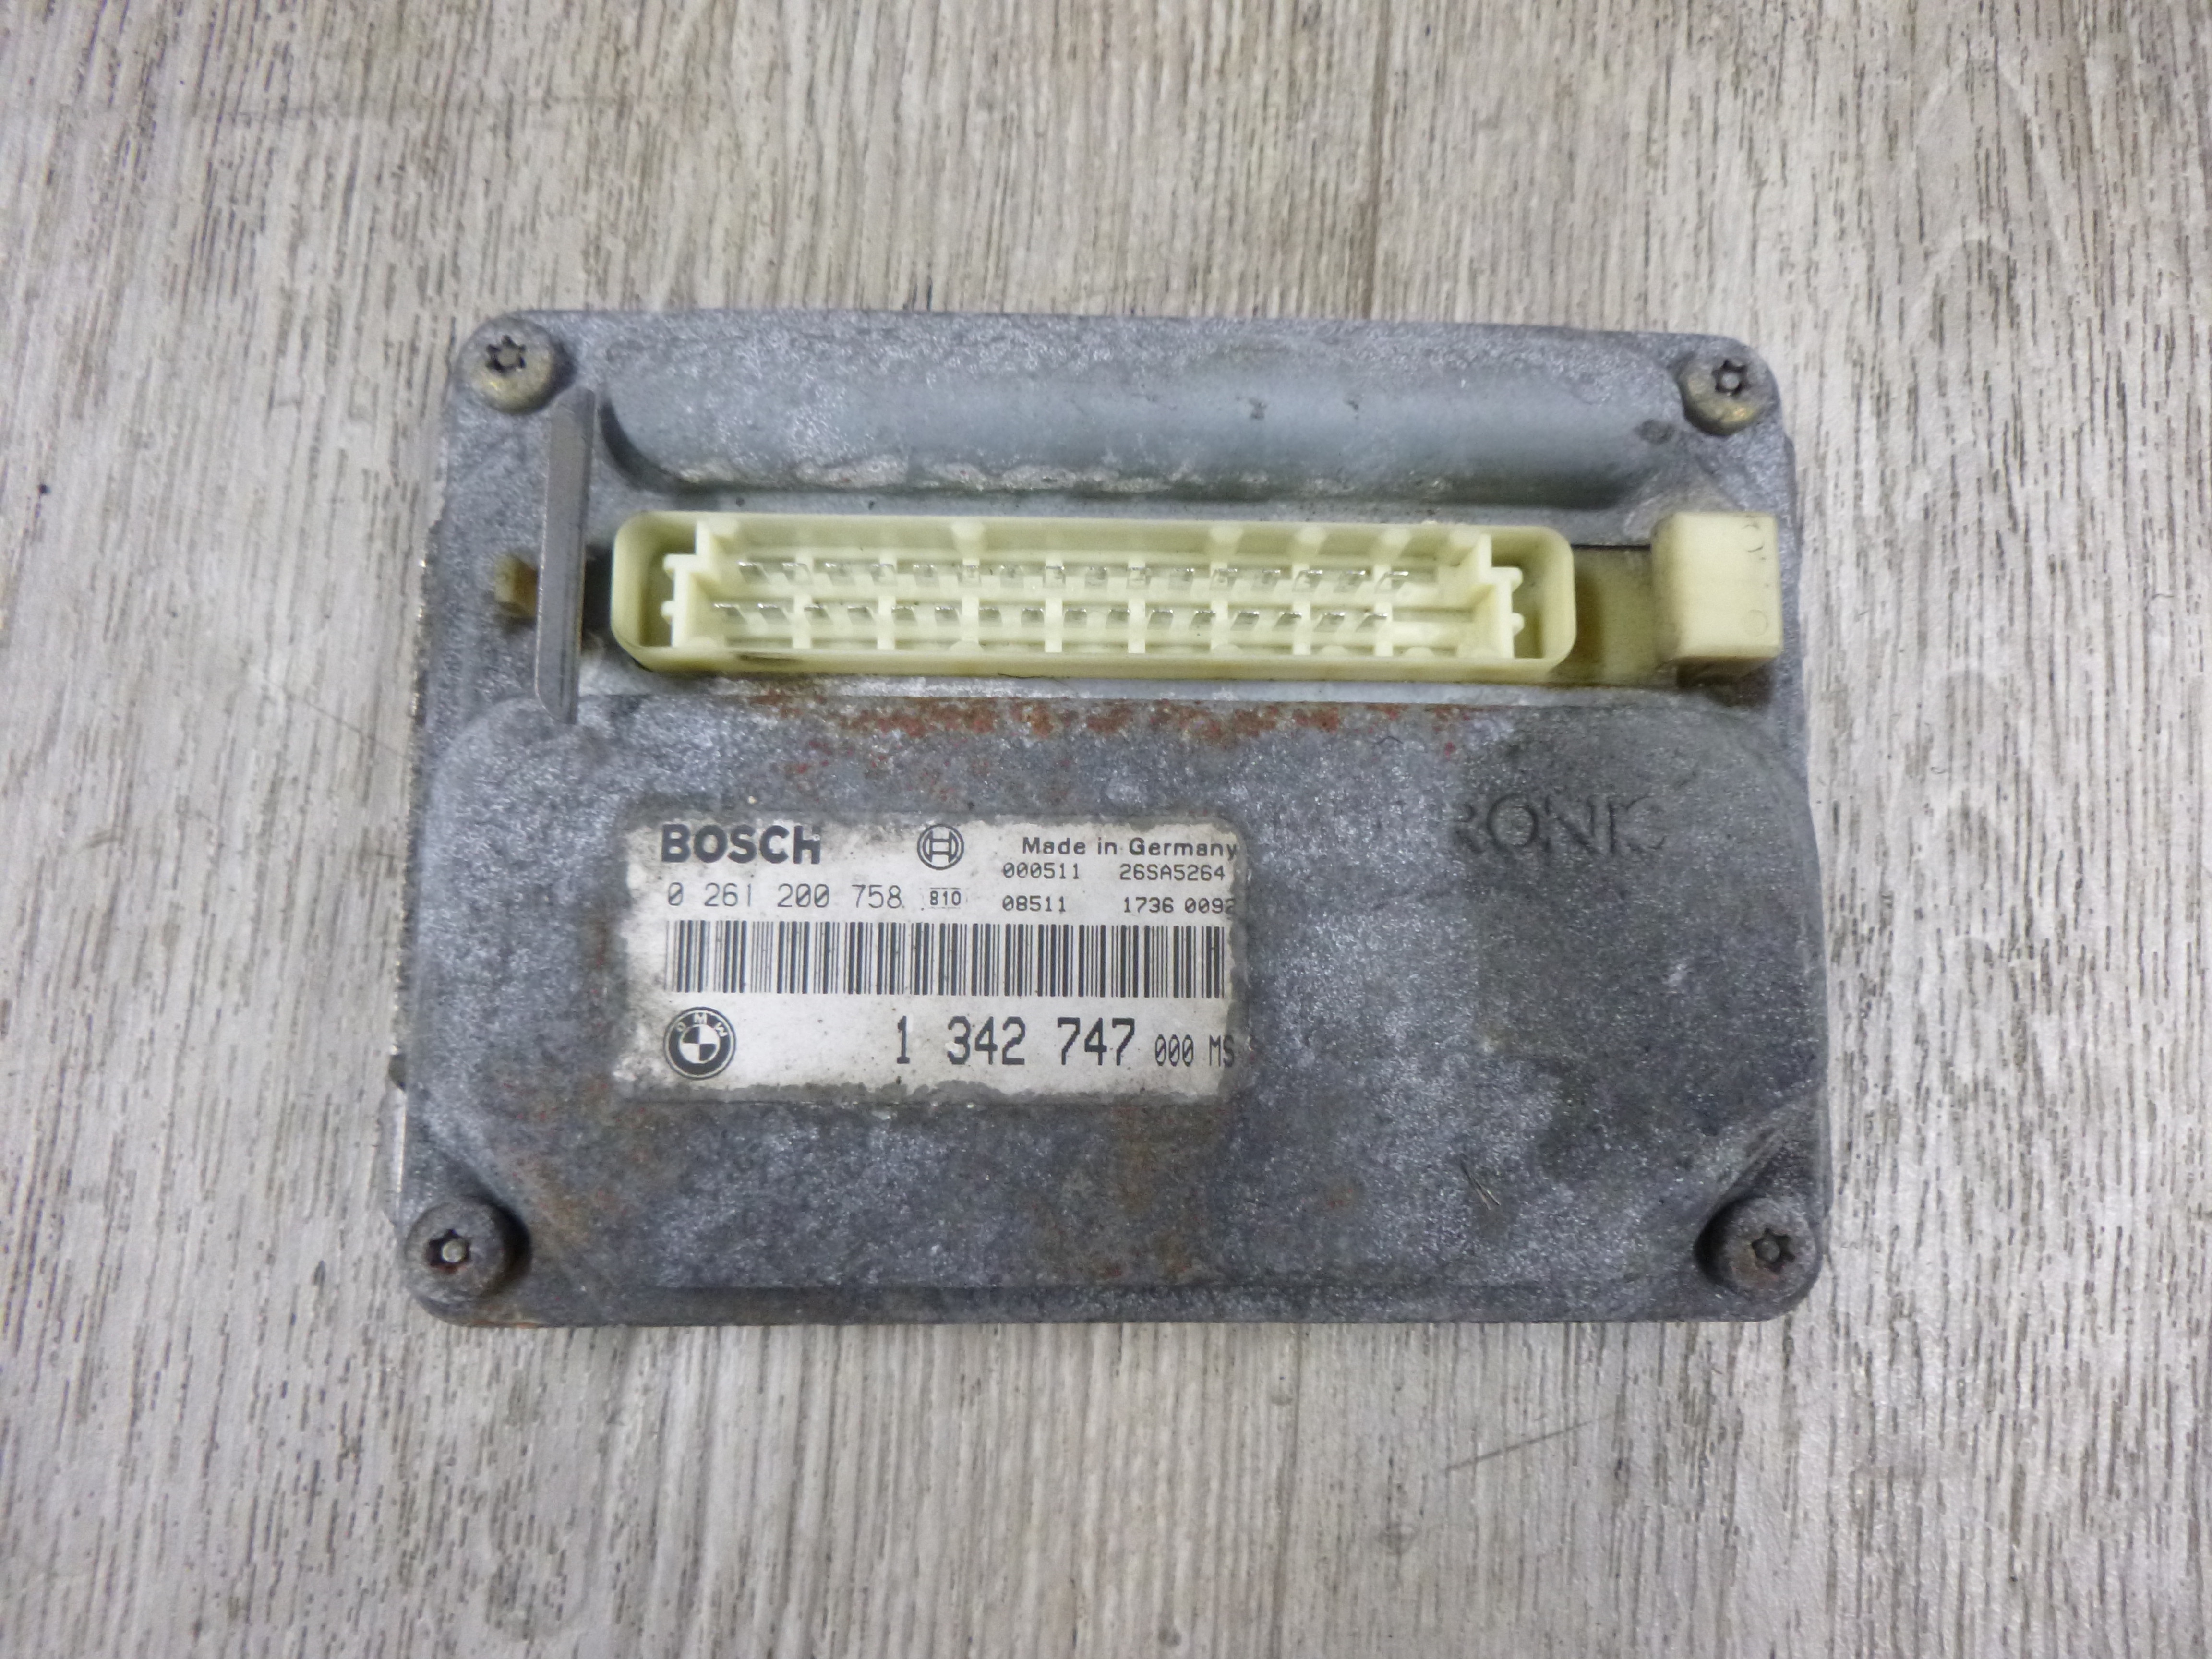 BOSCH Made in Germany
000511 26SA5264
0 261 200 758 810 08511 1736 0092
BMW 1 342 747 000 MS
RONIC